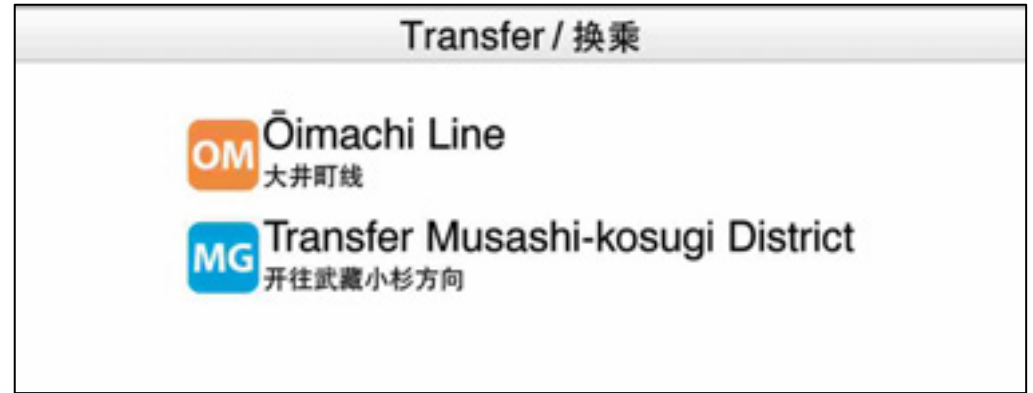 Transfer / 换乘
OM Ōimachi Line
大井町线
MG Transfer Musashi-kosugi District
开往武藏小杉方向